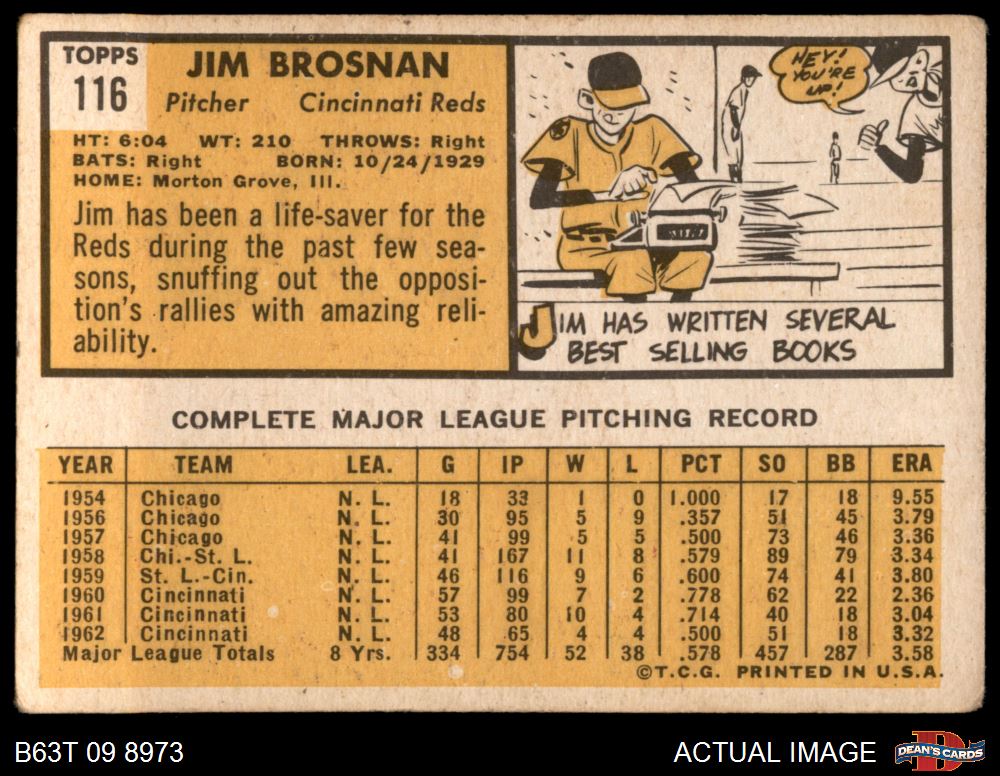 TOPPS
116
JIM BROSNAN
Pitcher Cincinnati Reds
HT: 6:04 WT: 210 THROWS: Right
BATS: Right BORN: 10/24/1929
HOME: Morton Grove, Ill.
Jim has been a life-saver for the
Reds during the past few sea-
sons, snuffing out the opposi-
tion's rallies with amazing reli-
ability.
HEY!
YOU'RE
UP!
JIM HAS WRITTEN SEVERAL
BEST SELLING BOOKS
COMPLETE MAJOR LEAGUE PITCHING RECORD
YEAR TEAM LEA. G IP W L PCT SO BB ERA
1954 Chicago N. L. 18 33 1 0 1.000 17 18 9.55
1956 Chicago N. L. 30 95 5 9 .357 51 45 3.79
1957 Chicago N. L. 41 99 5 5 .500 73 46 3.36
1958 Chi.-St. L. N. L. 41 167 11 8 .579 89 79 3.34
1959 St. L.-Cin. N. L. 46 116 9 6 .600 74 41 3.80
1960 Cincinnati N. L. 57 99 7 2 .778 62 22 2.36
1961 Cincinnati N. L. 53 80 10 4 .714 40 18 3.04
1962 Cincinnati N. L. 48 65 4 4 .500 51 18 3.32
Major League Totals 8 Yrs. 334 754 52 38 .578 457 287 3.58
©T.C.G. PRINTED IN U.S.A.
B63T 09 8973
ACTUAL IMAGE
DEAN'S CARDS